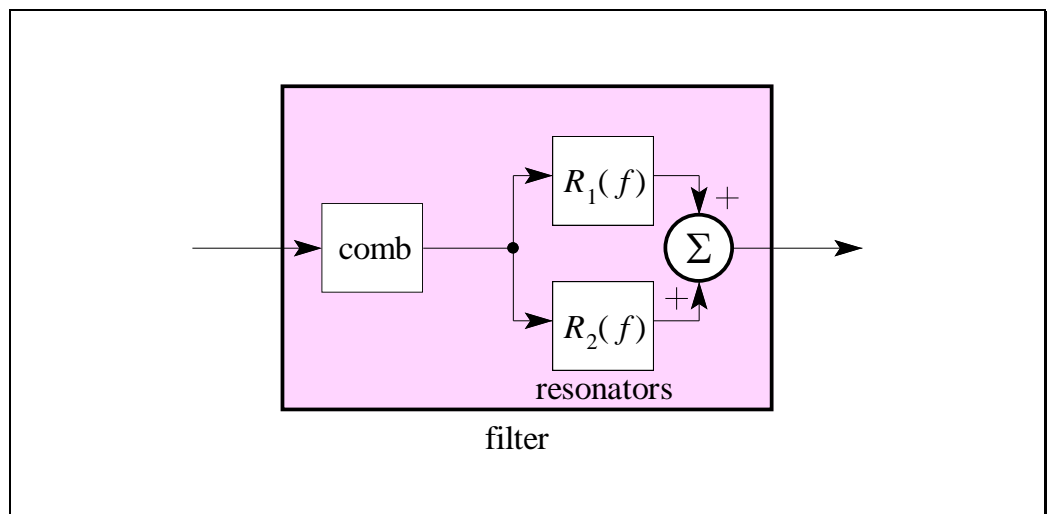 R1(f)
+
comb
Σ
+
R2(f)
resonators
filter